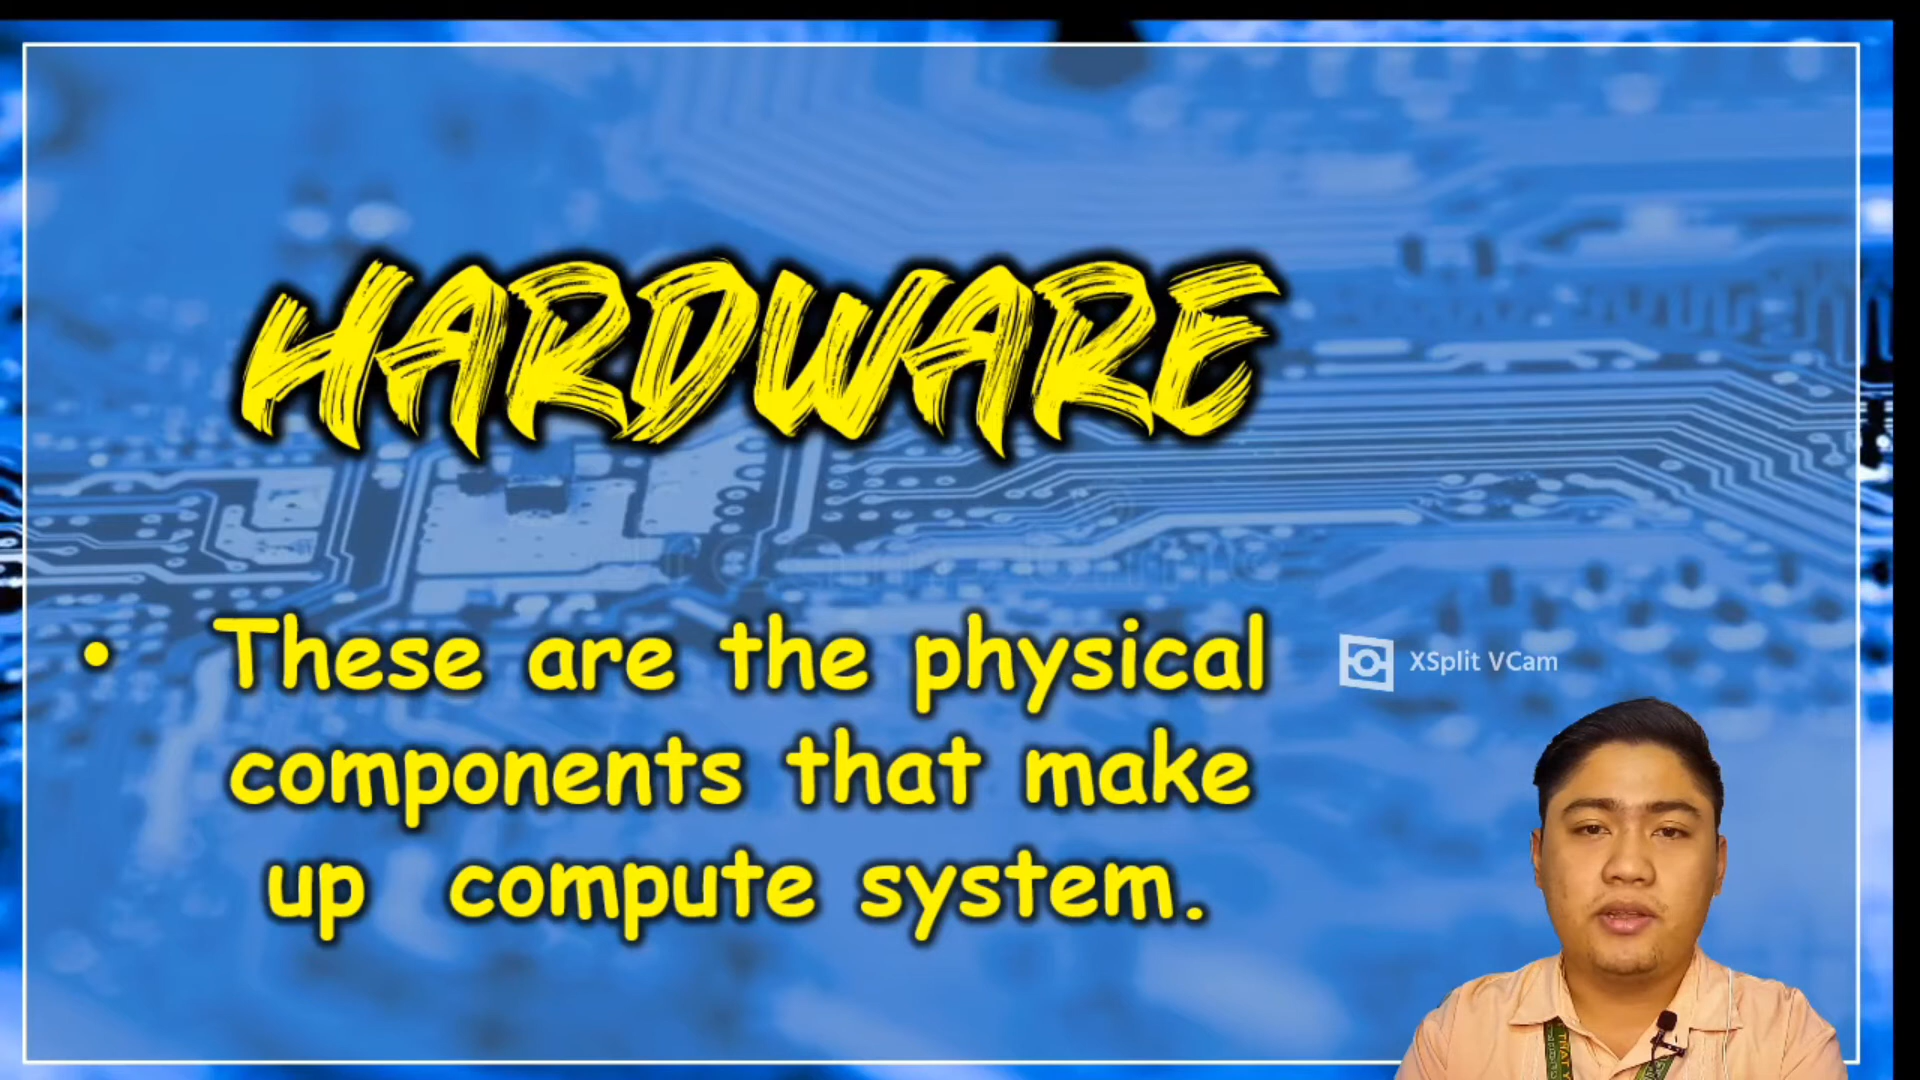 HARDWARE
• These are the physical
components that make
up compute system.
XSplit VCam